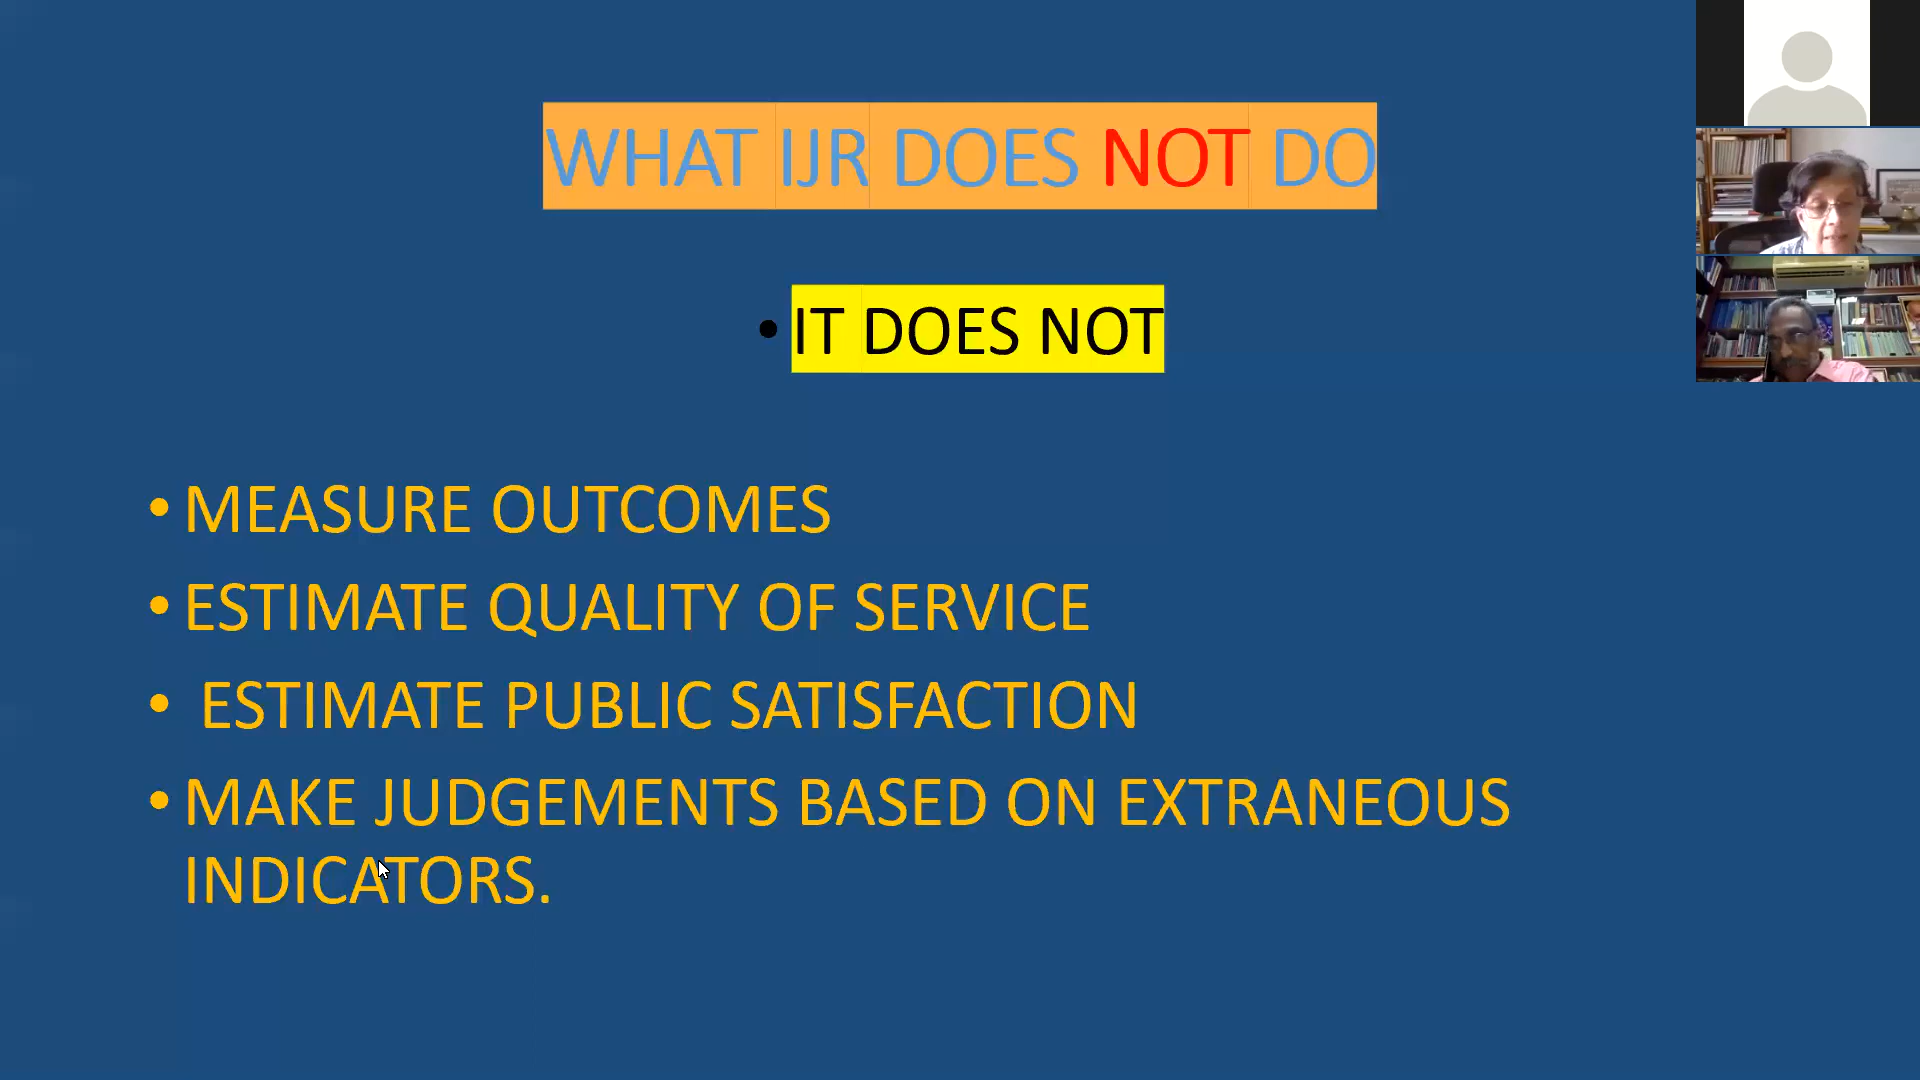 WHAT IJR DOES NOT DO
• IT DOES NOT
• MEASURE OUTCOMES
• ESTIMATE QUALITY OF SERVICE
• ESTIMATE PUBLIC SATISFACTION
• MAKE JUDGEMENTS BASED ON EXTRANEOUS
INDICATORS.